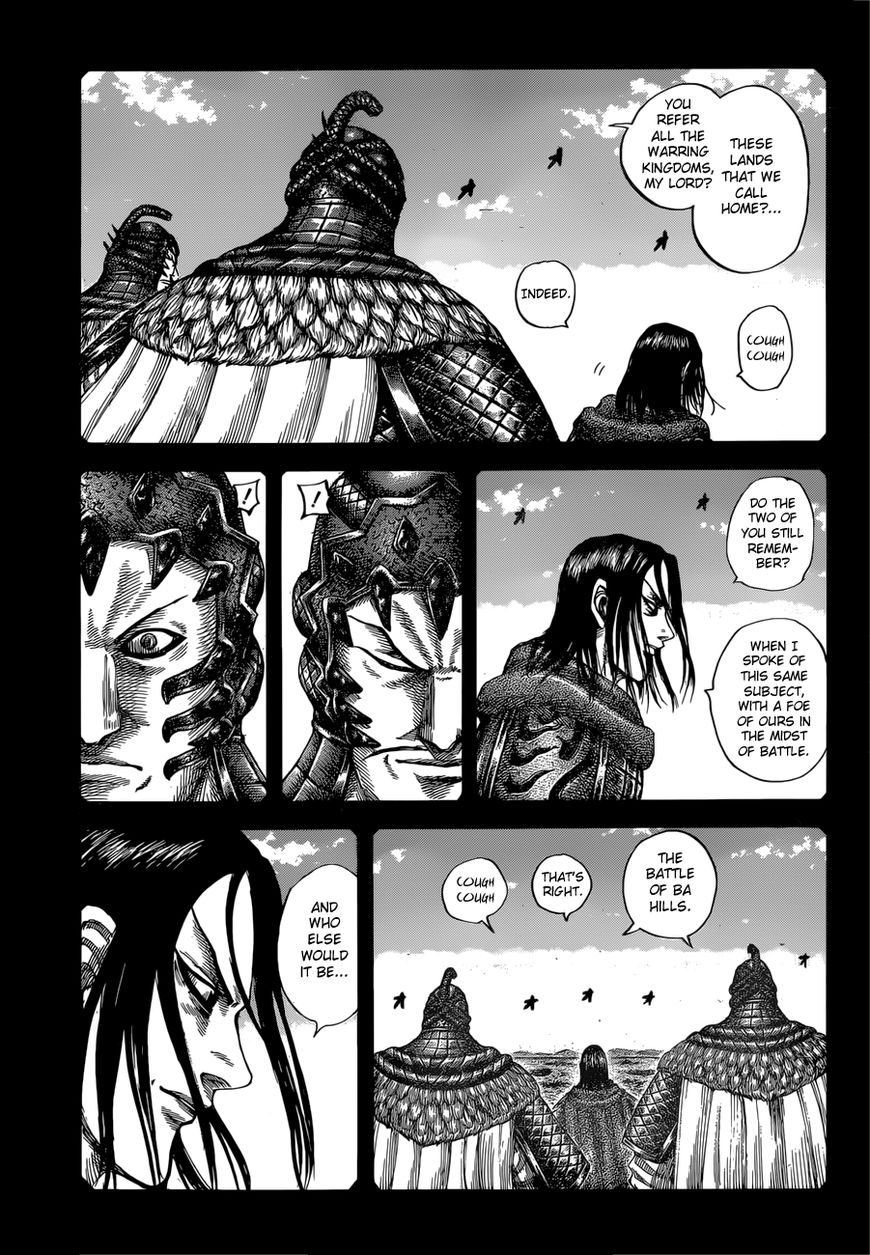 THESE
LANDS
THAT WE
CALL
HOME?...
YOU
REFER
ALL THE
WARRING
KINGDOMS,
MY LORD?
INDEED.
COUGH
COUGH
DO THE
TWO OF
YOU STILL
REMEM-
BER?
WHEN I
SPOKE OF
THIS SAME
SUBJECT,
WITH A FOE
OF OURS IN
THE MIDST
OF BATTLE.
!
!
THE
BATTLE
OF BA
HILLS.
THAT'S
RIGHT.
COUGH
COUGH
AND
WHO
ELSE
WOULD
IT BE...